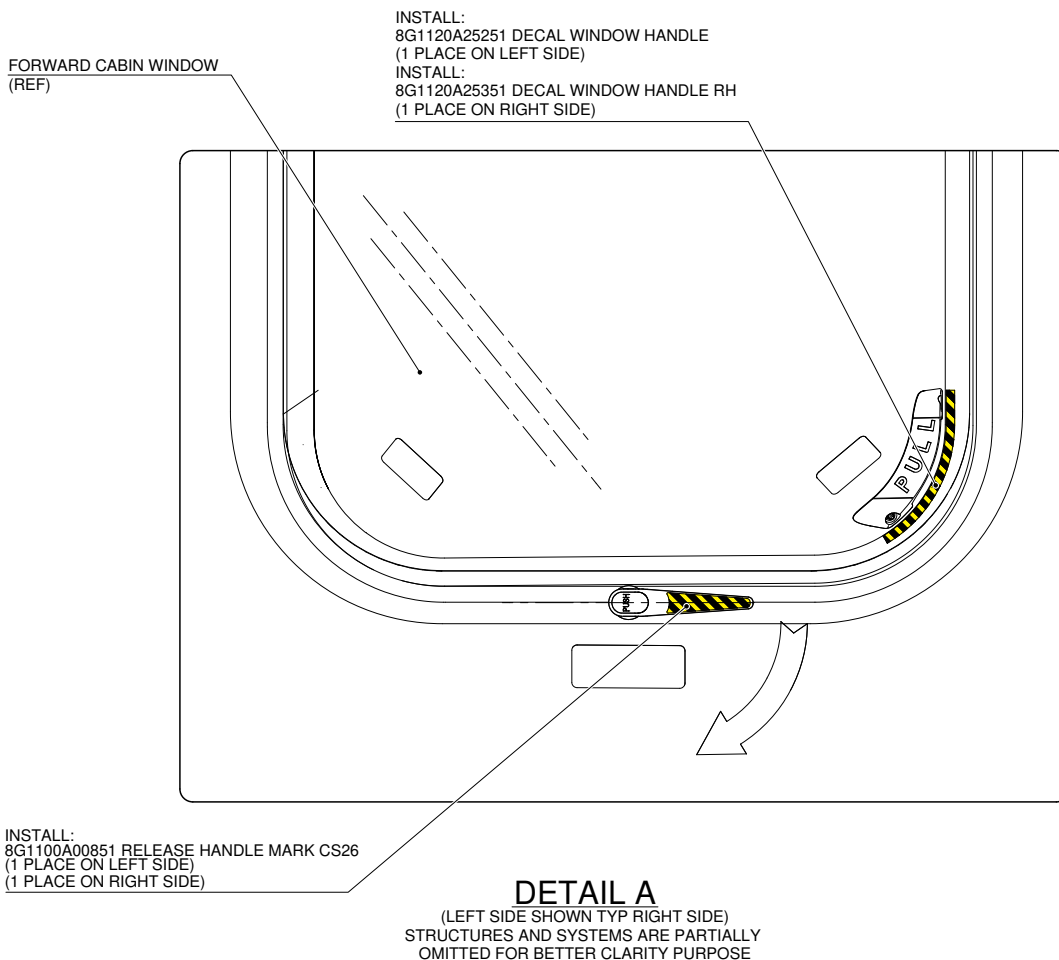 INSTALL:
8G1120A25251 DECAL WINDOW HANDLE
(1 PLACE ON LEFT SIDE)
INSTALL:
8G1120A25351 DECAL WINDOW HANDLE RH
(1 PLACE ON RIGHT SIDE)
FORWARD CABIN WINDOW
(REF)
PULL
PUSH
INSTALL:
8G1100A00851 RELEASE HANDLE MARK CS26
(1 PLACE ON LEFT SIDE)
(1 PLACE ON RIGHT SIDE)
DETAIL A
(LEFT SIDE SHOWN TYP RIGHT SIDE)
STRUCTURES AND SYSTEMS ARE PARTIALLY
OMITTED FOR BETTER CLARITY PURPOSE